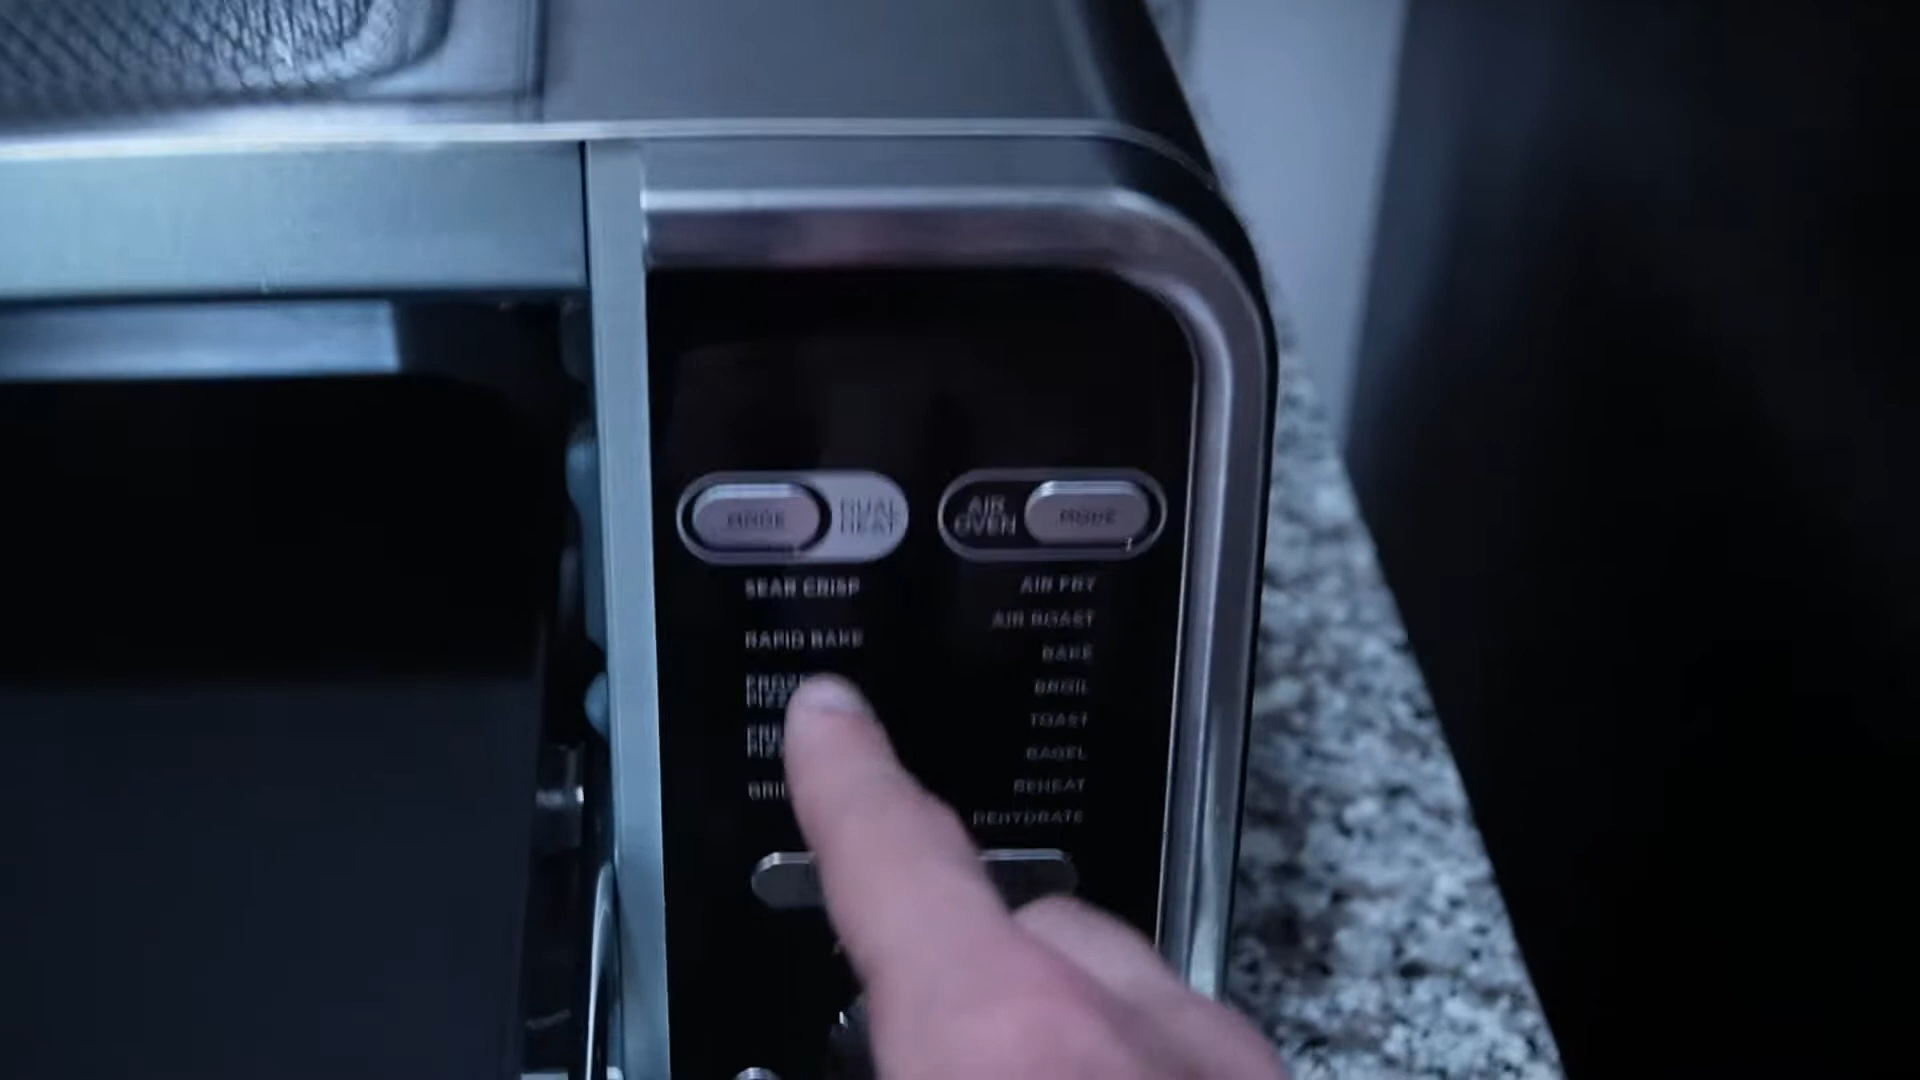 MODE
DUAL
HEAT
AIR
OVEN
MODE
SEAR CRISP
RAPID BAKE
AIR FRY
AIR ROAST
BAKE
BROIL
TOAST
BAGEL
REHEAT
DEHYDRATE